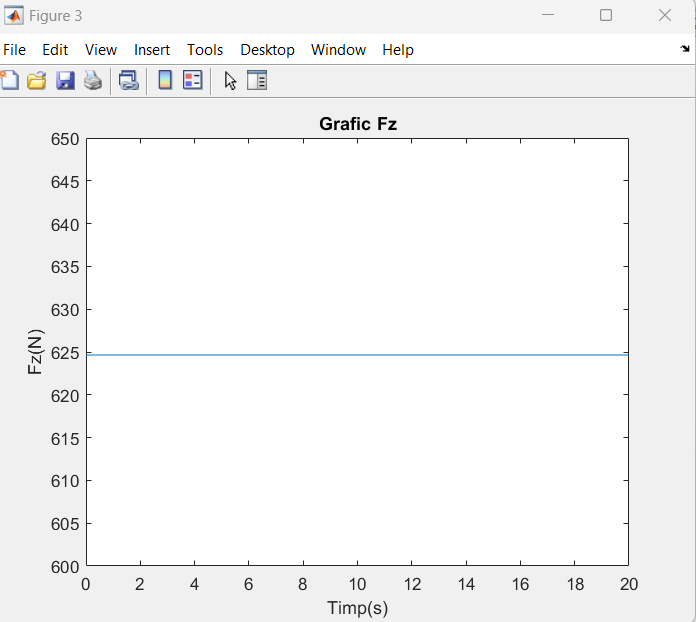 Figure 3
File Edit View Insert Tools Desktop Window Help
Grafic Fz
650
645
640
635
630
625
620
615
610
605
600
Fz(N)
0 2 4 6 8 10 12 14 16 18 20
Timp(s)